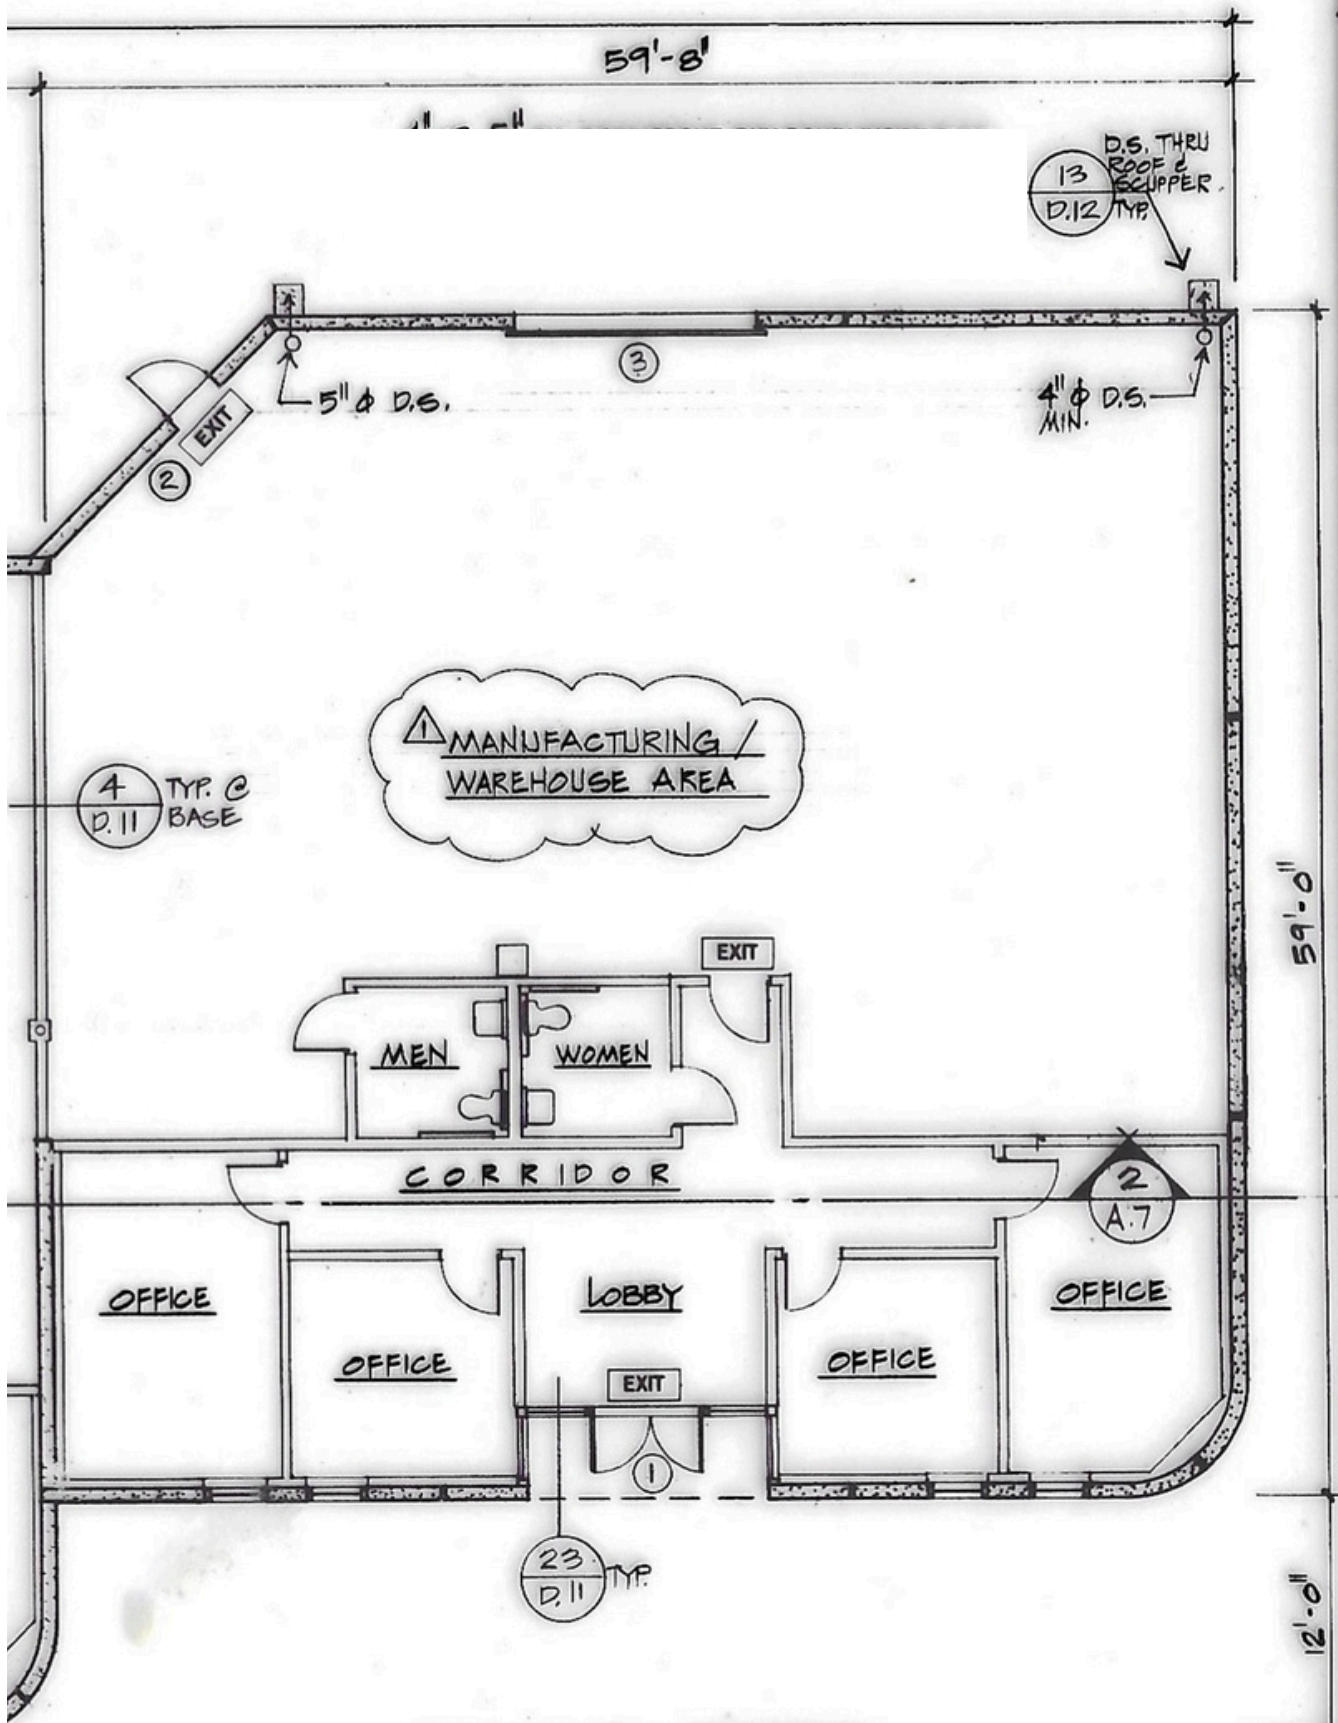 59'-8"
D.S. THRU
ROOF &
SCUPPER
TYP.
13
D.12
3
5" ϕ D.S.
4" ϕ D.S.
MIN.
EXIT
2
1
MANUFACTURING /
WAREHOUSE AREA
4
D.11
TYP. @
BASE
59'-0"
EXIT
MEN
WOMEN
CORRIDOR
2
A.7
OFFICE
LOBBY
OFFICE
OFFICE
OFFICE
EXIT
1
23
D.11
TYP.
12'-0"